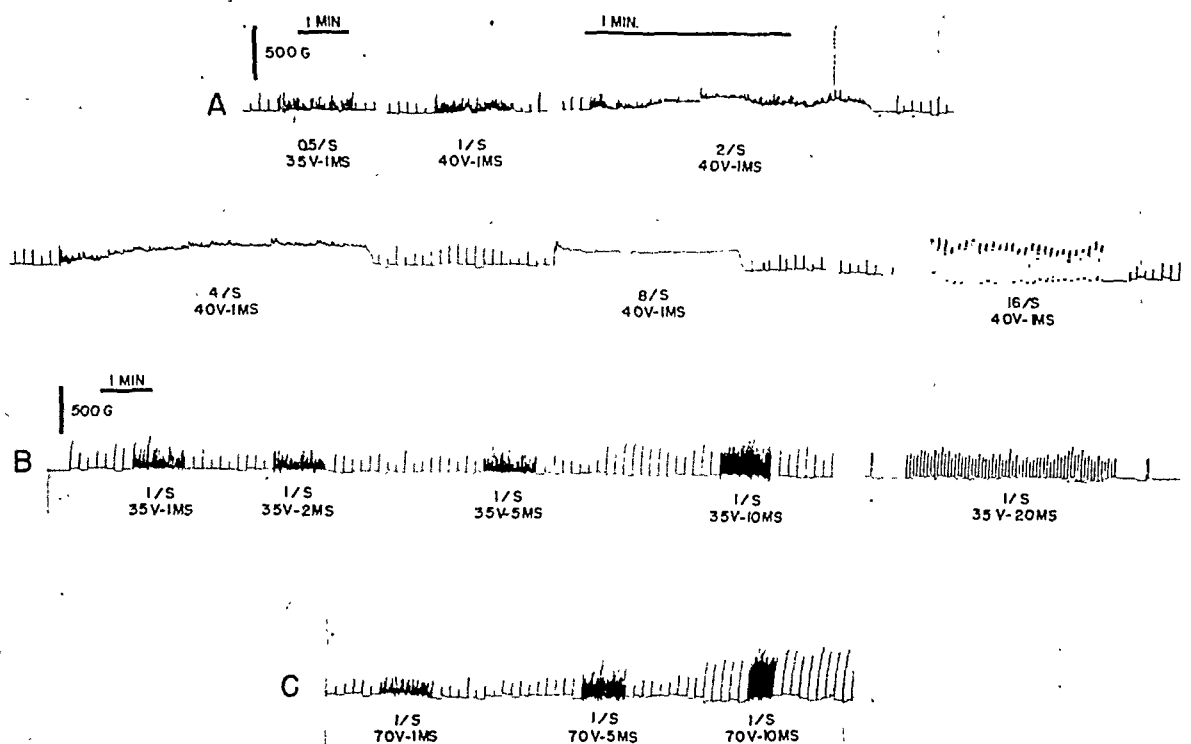 1 MIN
1 MIN.
500 G
A
0.5/S
35V-1MS
1/S
40V-1MS
2/S
40V-1MS
4/S
40V-1MS
8/S
40V-1MS
16/S
40V-1MS
1 MIN
500 G
B
1/S
35V-1MS
1/S
35V-2MS
1/S
35V-5MS
1/S
35V-10MS
1/S
35V-20MS
C
1/S
70V-1MS
1/S
70V-5MS
1/S
70V-10MS